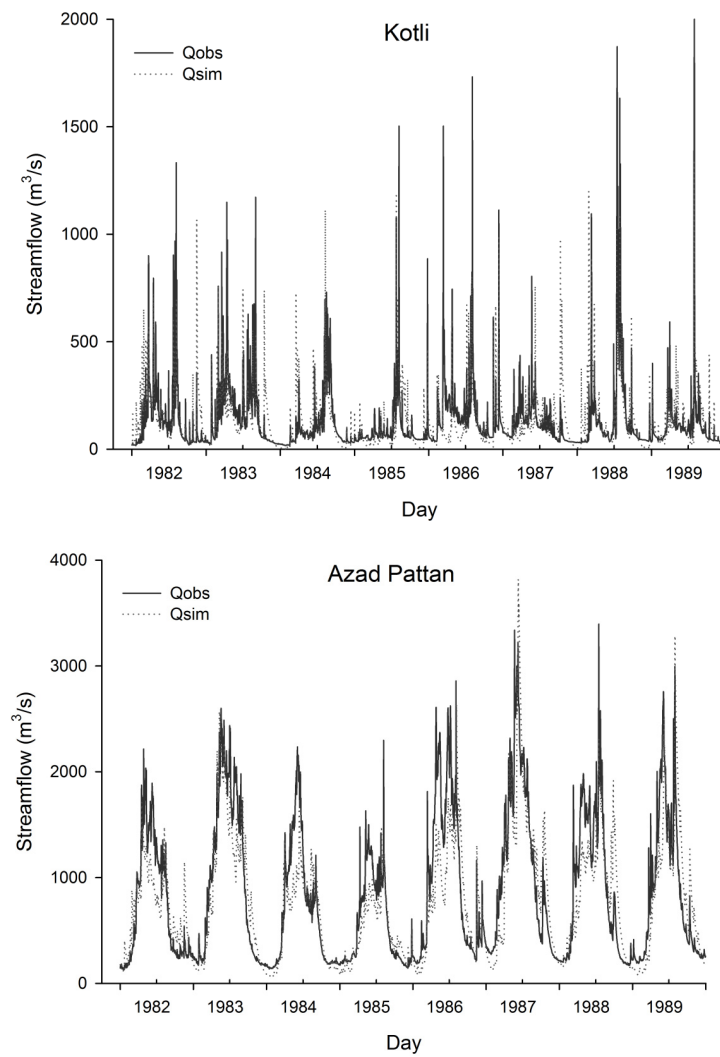 Kotli
Qobs
Qsim
Streamflow (m³/s)
2000
1500
1000
500
0
1982 1983 1984 1985 1986 1987 1988 1989
Day
Azad Pattan
Qobs
Qsim
Streamflow (m³/s)
4000
3000
2000
1000
0
1982 1983 1984 1985 1986 1987 1988 1989
Day